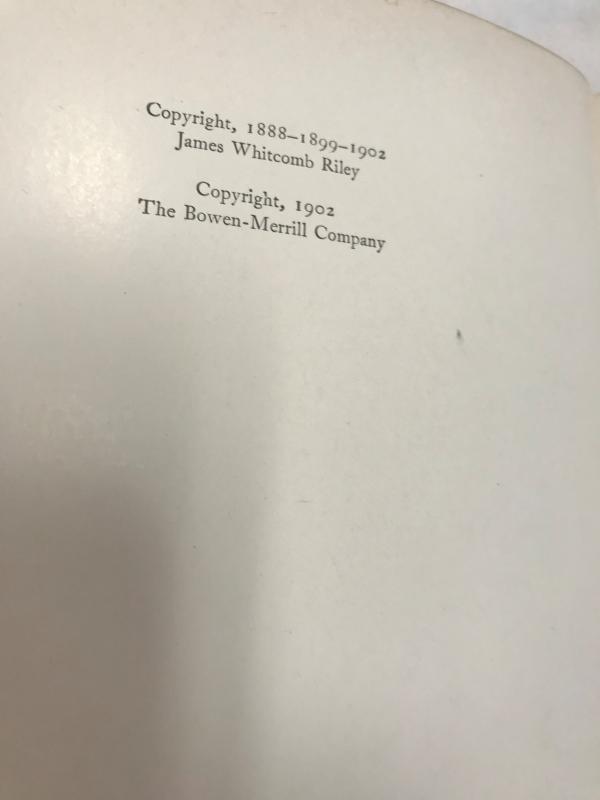 Copyright, 1888–1899–1902
James Whitcomb Riley
Copyright, 1902
The Bowen-Merrill Company